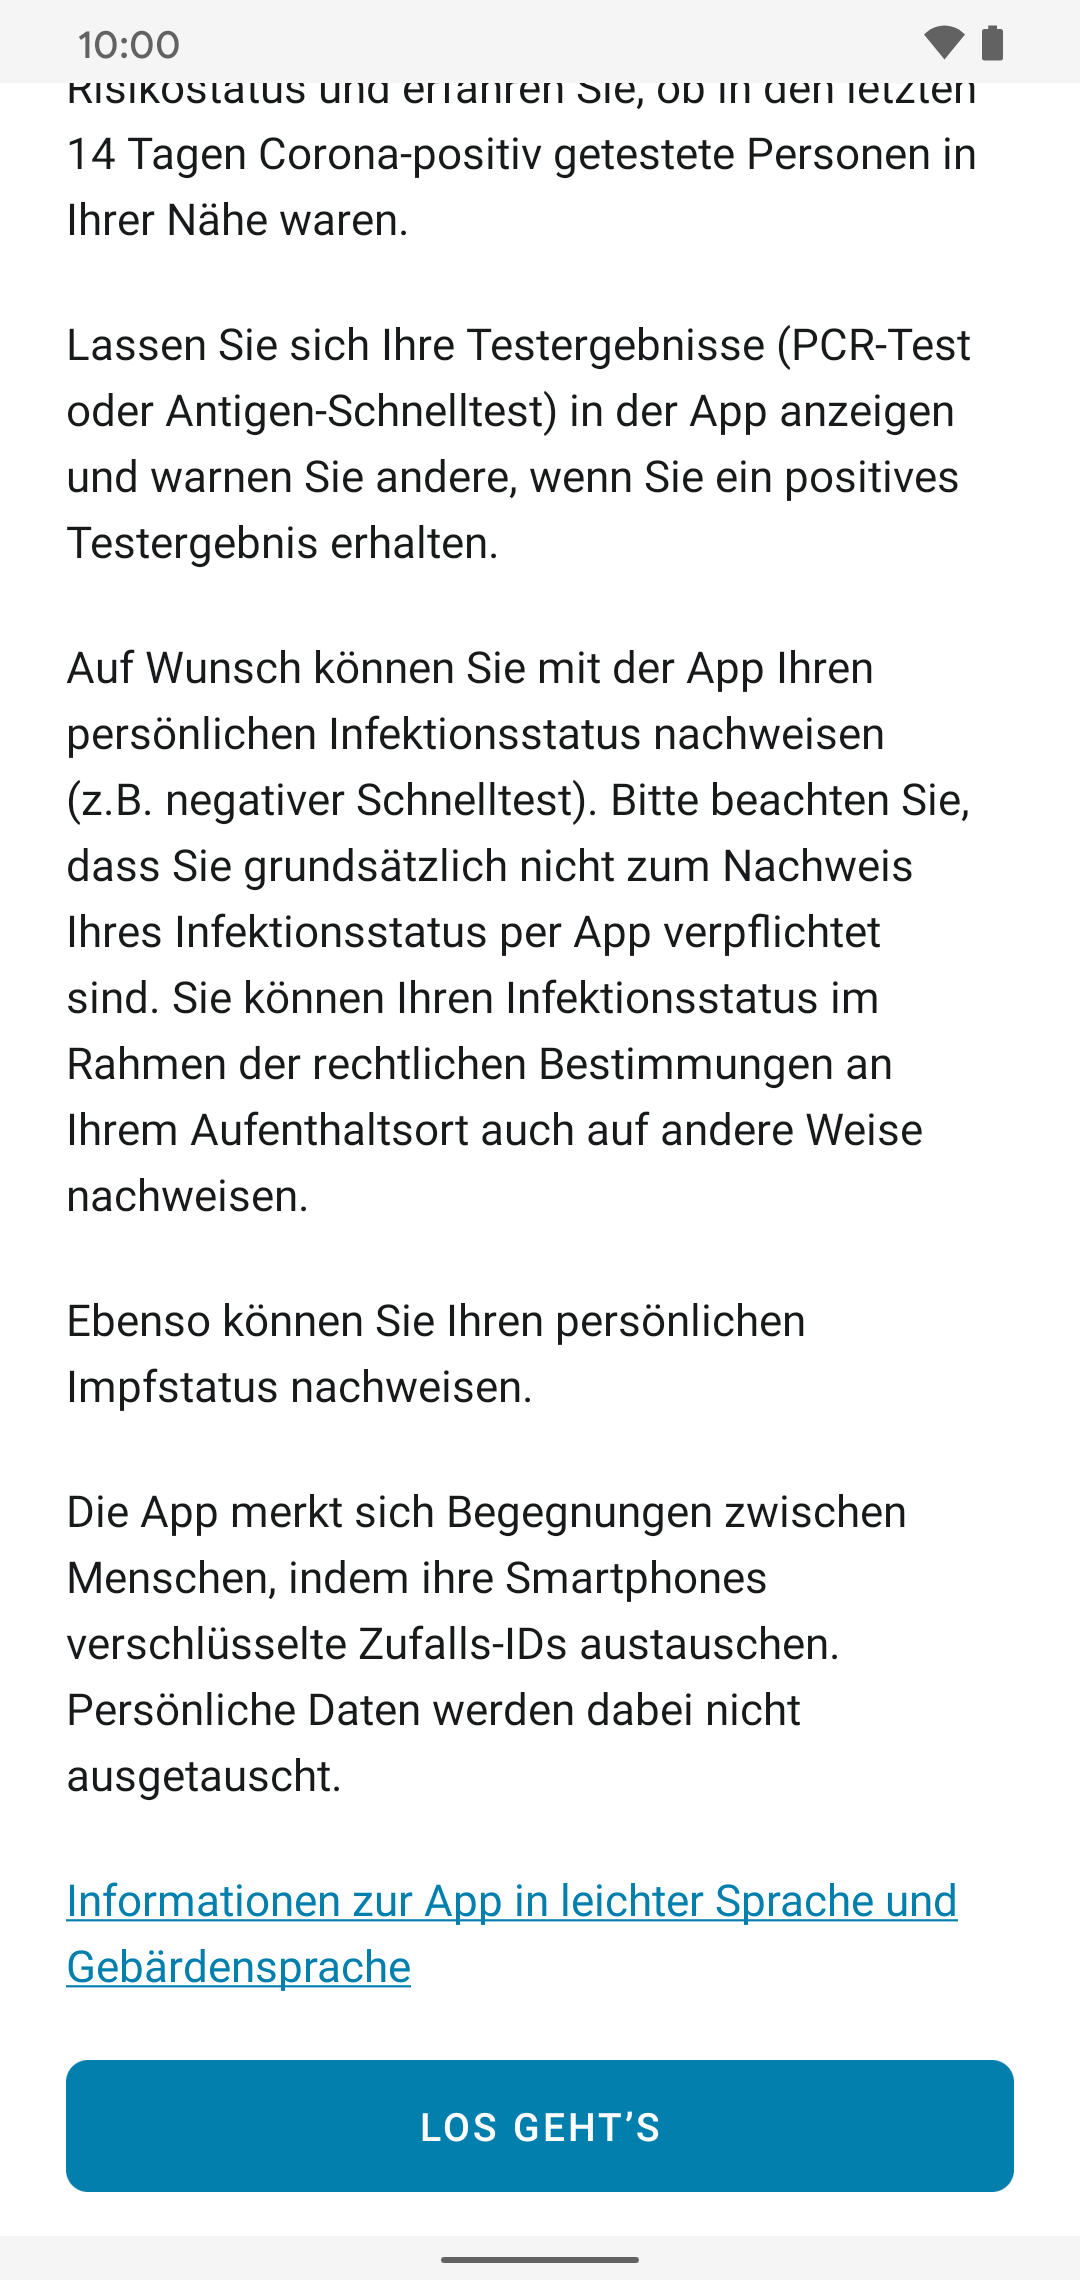 10:00
Risikostatus und erfahren Sie, ob in den letzten
14 Tagen Corona-positiv getestete Personen in
Ihrer Nähe waren.
Lassen Sie sich Ihre Testergebnisse (PCR-Test
oder Antigen-Schnelltest) in der App anzeigen
und warnen Sie andere, wenn Sie ein positives
Testergebnis erhalten.
Auf Wunsch können Sie mit der App Ihren
persönlichen Infektionsstatus nachweisen
(z.B. negativer Schnelltest). Bitte beachten Sie,
dass Sie grundsätzlich nicht zum Nachweis
Ihres Infektionsstatus per App verpflichtet
sind. Sie können Ihren Infektionsstatus im
Rahmen der rechtlichen Bestimmungen an
Ihrem Aufenthaltsort auch auf andere Weise
nachweisen.
Ebenso können Sie Ihren persönlichen
Impfstatus nachweisen.
Die App merkt sich Begegnungen zwischen
Menschen, indem ihre Smartphones
verschlüsselte Zufalls-IDs austauschen.
Persönliche Daten werden dabei nicht
ausgetauscht.
Informationen zur App in leichter Sprache und
Gebärdensprache
LOS GEHT’S